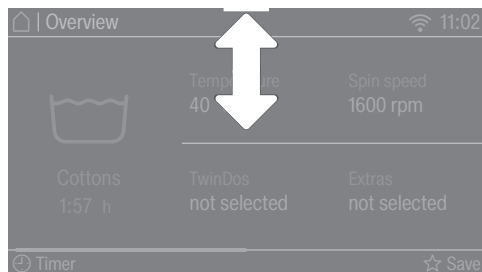 Overview 11:02
Temperature Spin speed
40 1600 rpm
Cottons TwinDos Extras
1:57 h not selected not selected
Timer Save